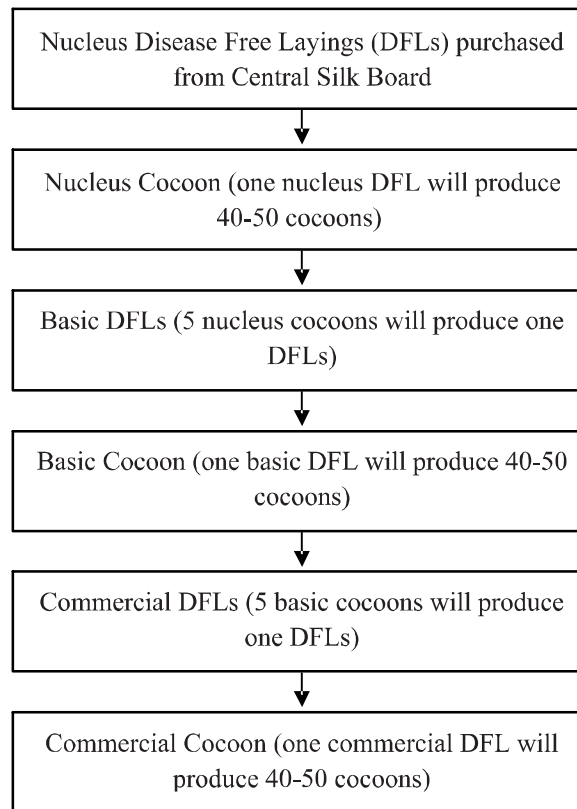 Nucleus Disease Free Layings (DFLs) purchased
from Central Silk Board
Nucleus Cocoon (one nucleus DFL will produce
40-50 cocoons)
Basic DFLs (5 nucleus cocoons will produce one
DFLs)
Basic Cocoon (one basic DFL will produce 40-50
cocoons)
Commercial DFLs (5 basic cocoons will produce
one DFLs)
Commercial Cocoon (one commercial DFL will
produce 40-50 cocoons)